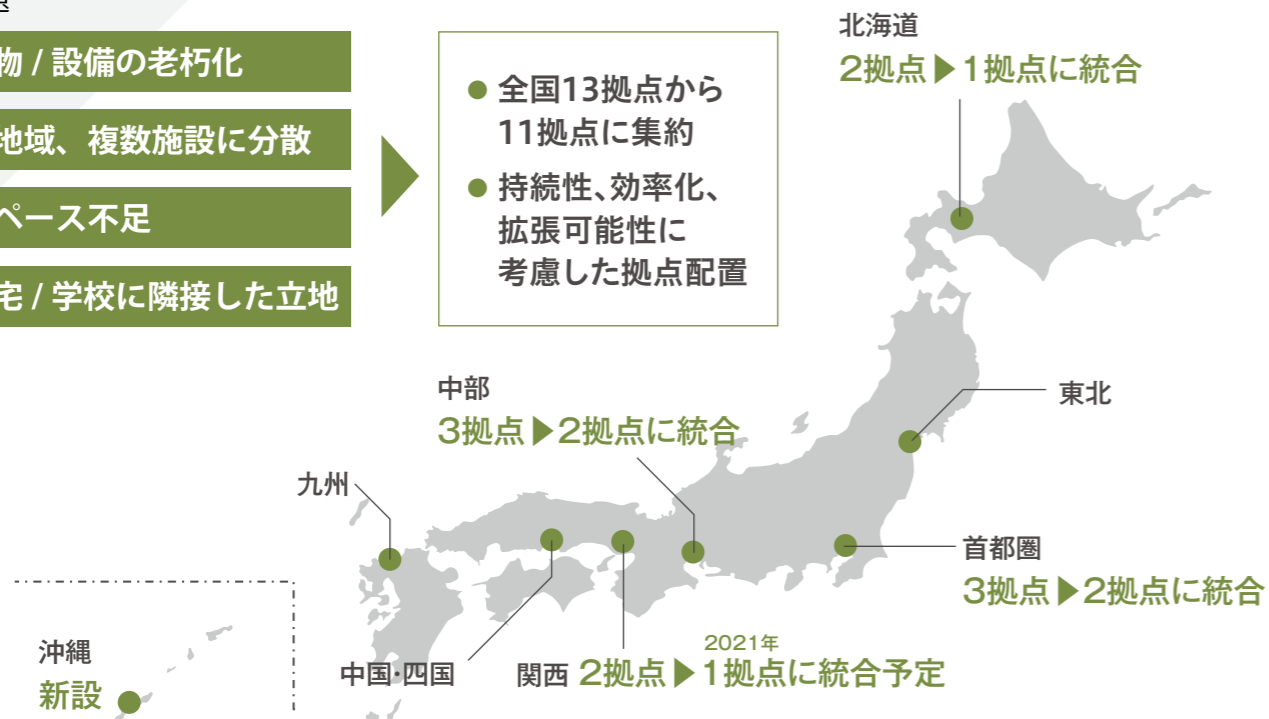 物 / 設備の老朽化
地域、複数施設に分散
ペース不足
宅 / 学校に隣接した立地
● 全国13拠点から
11拠点に集約
● 持続性、効率化、
拡張可能性に
考慮した拠点配置
北海道
2拠点▶1拠点に統合
東北
中部
3拠点▶2拠点に統合
九州
首都圏
3拠点▶2拠点に統合
沖縄
新設
中国・四国
関西 2拠点▶1拠点に統合予定
2021年